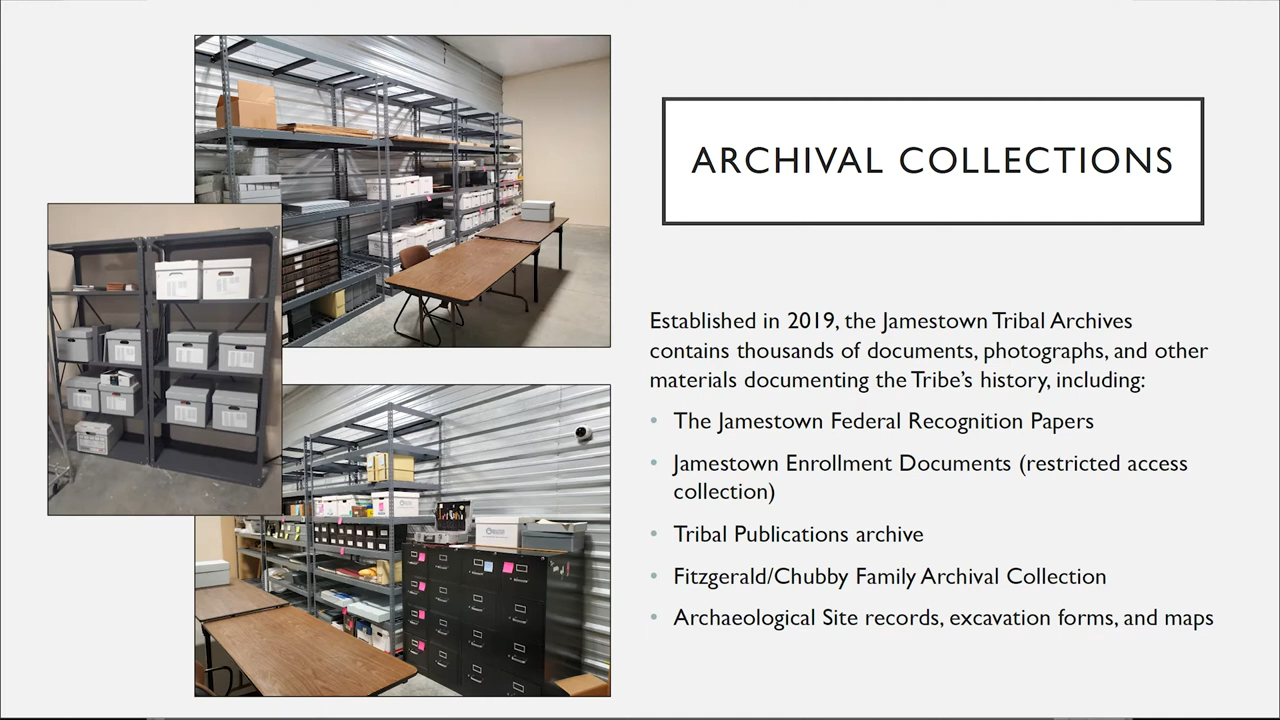 ARCHIVAL COLLECTIONS
Established in 2019, the Jamestown Tribal Archives
contains thousands of documents, photographs, and other
materials documenting the Tribe's history, including:
• The Jamestown Federal Recognition Papers
• Jamestown Enrollment Documents (restricted access
collection)
• Tribal Publications archive
• Fitzgerald/Chubby Family Archival Collection
• Archaeological Site records, excavation forms, and maps